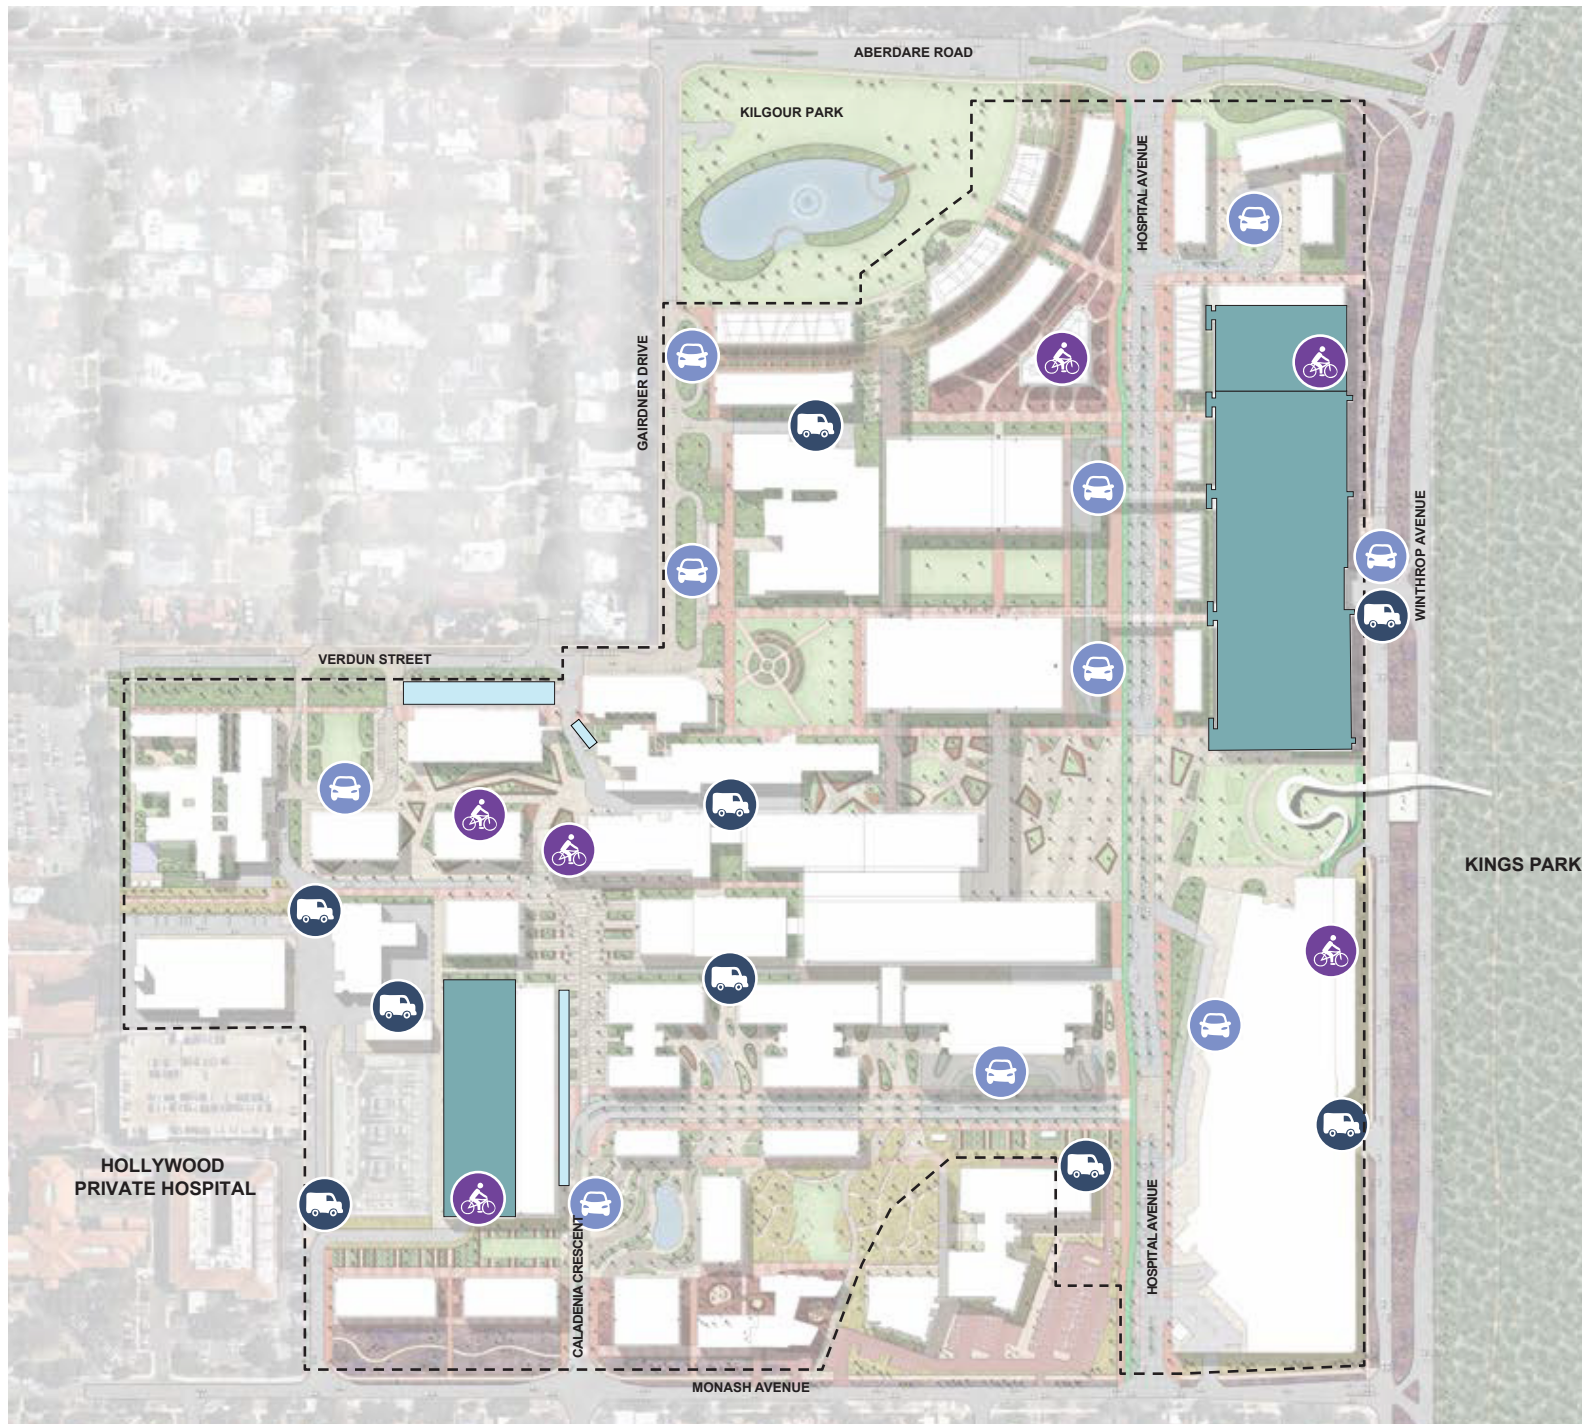 ABERDARE ROAD
KILGOUR PARK
HOSPITAL AVENUE
GAIRDNER DRIVE
WINTHROP AVENUE
VERDUN STREET
KINGS PARK
HOLLYWOOD
PRIVATE HOSPITAL
HOSPITAL AVENUE
CALADENIA CRESCENT
MONASH AVENUE